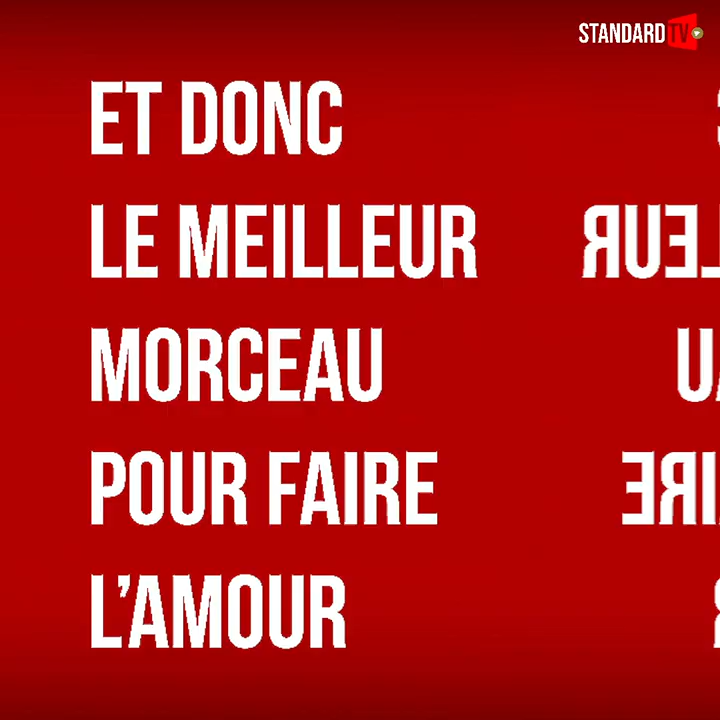 STANDARD TV
ET DONC
LE MEILLEUR
MORCEAU
POUR FAIRE
L'AMOUR